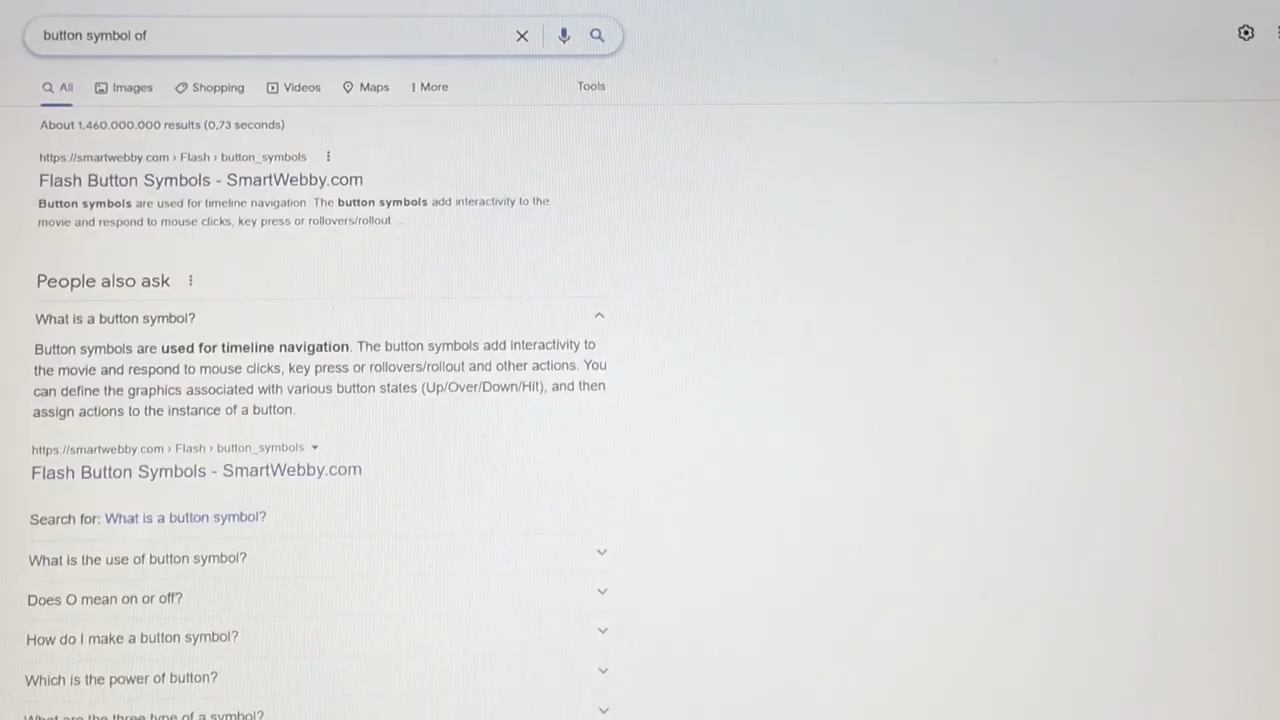 button symbol of
All Images Shopping Videos Maps More Tools
About 1.460.000.000 results (0,73 seconds)
https://smartwebby.com › Flash › button_symbols
Flash Button Symbols - SmartWebby.com
Button symbols are used for timeline navigation. The button symbols add interactivity to the
movie and respond to mouse clicks, key press or rollovers/rollout ...
People also ask
What is a button symbol?
Button symbols are used for timeline navigation. The button symbols add interactivity to
the movie and respond to mouse clicks, key press or rollovers/rollout and other actions. You
can define the graphics associated with various button states (Up/Over/Down/Hit), and then
assign actions to the instance of a button.
https://smartwebby.com › Flash › button_symbols
Flash Button Symbols - SmartWebby.com
Search for: What is a button symbol?
What is the use of button symbol?
Does O mean on or off?
How do I make a button symbol?
Which is the power of button?
What are the three type of a symbol?